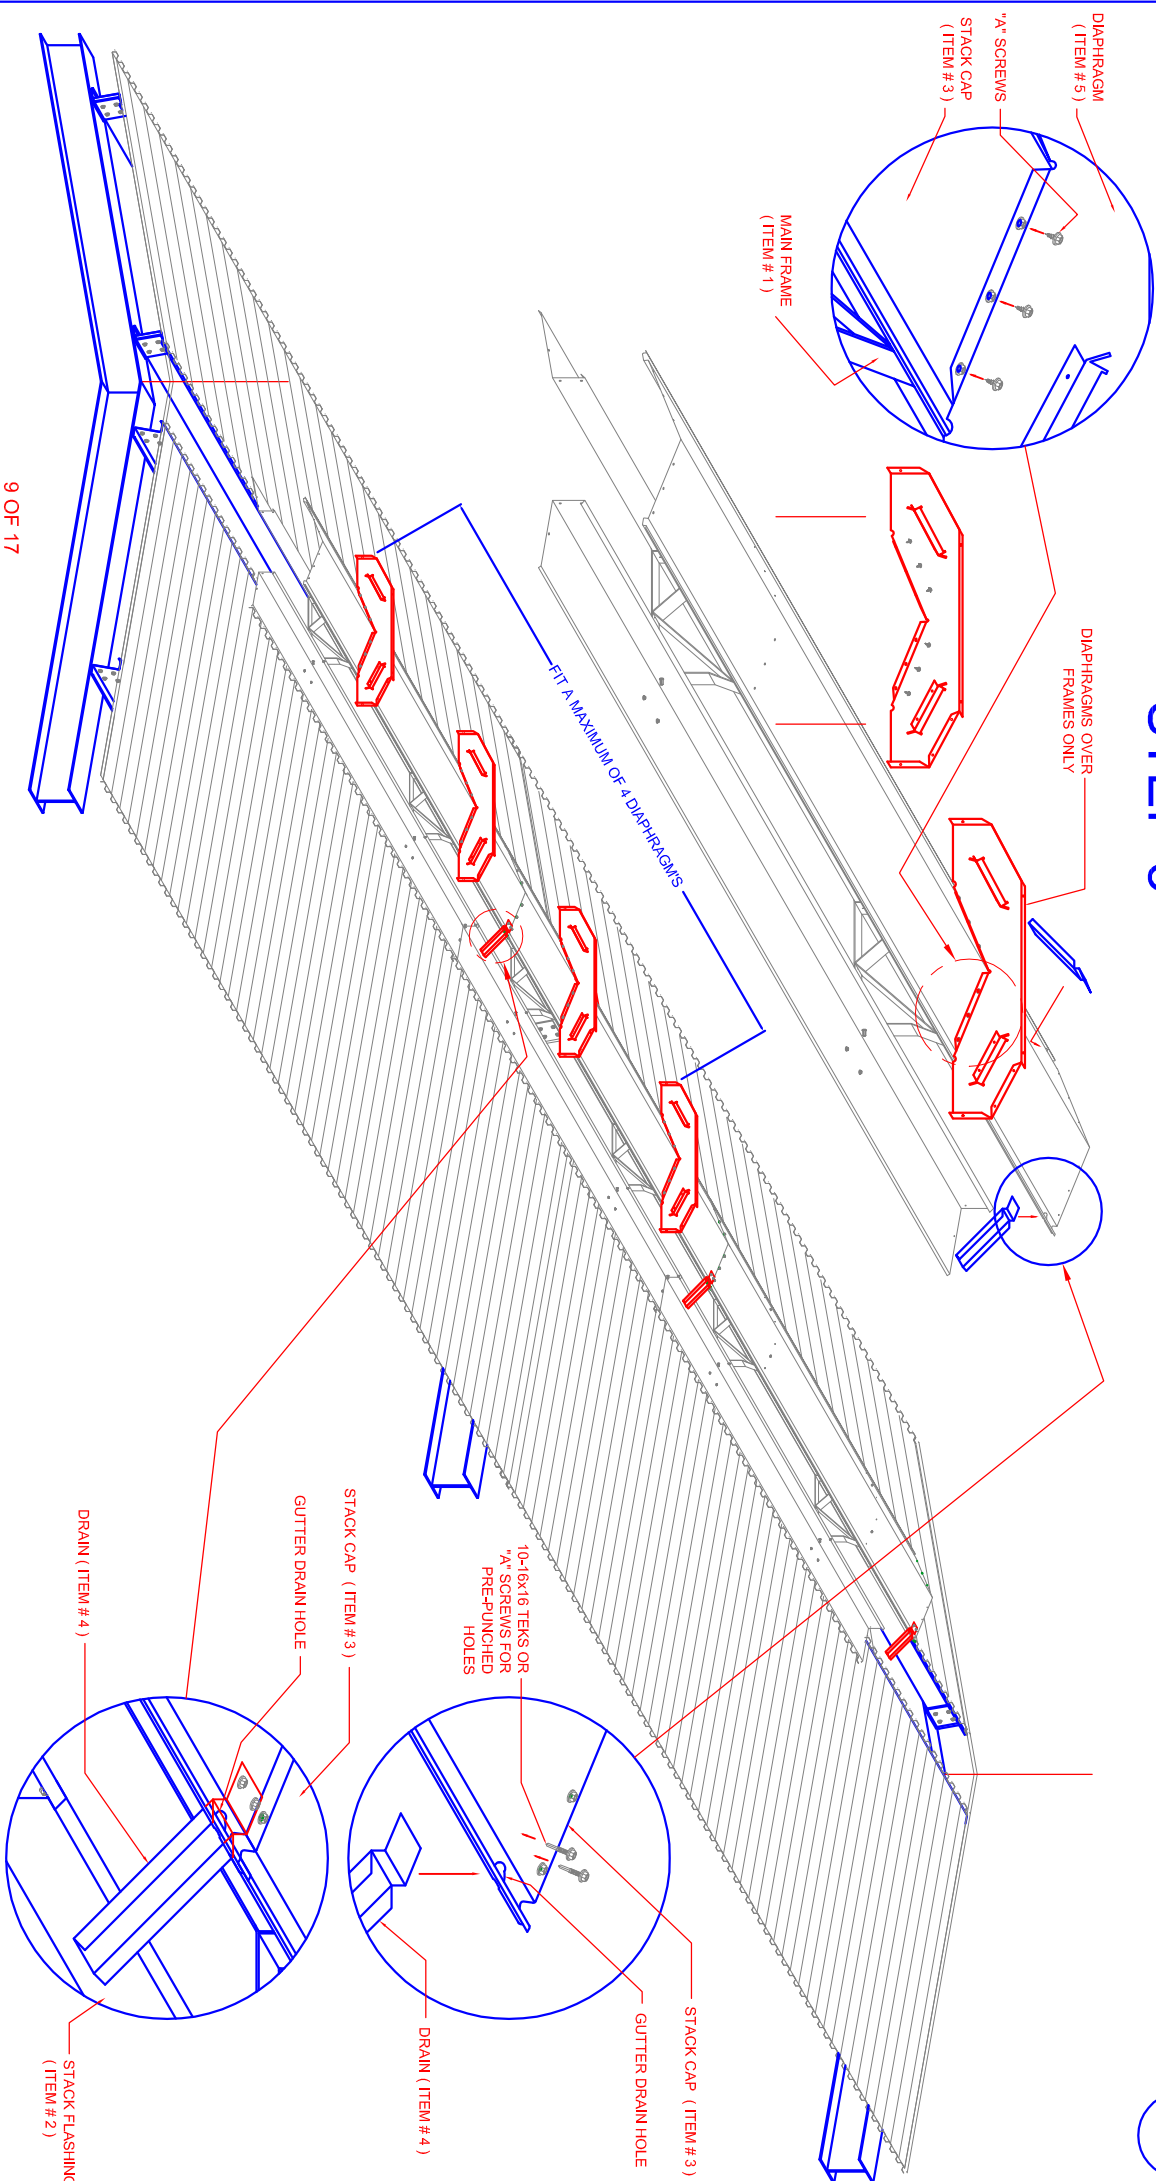 DIAPHRAGM
( ITEM # 5 )
"A" SCREWS
STACK CAP
( ITEM # 3 )
MAIN FRAME
( ITEM # 1 )
DIAPHRAGMS OVER
FRAMES ONLY
FIT A MAXIMUM OF 4 DIAPHRAGM'S
10-16x16 TEKS OR
"A" SCREWS FOR
PRE-PUNCHED
HOLES
STACK CAP ( ITEM # 3 )
GUTTER DRAIN HOLE
DRAIN ( ITEM # 4 )
STACK CAP ( ITEM # 3 )
GUTTER DRAIN HOLE
DRAIN ( ITEM # 4 )
STACK FLASHING
( ITEM # 2 )
9 OF 17